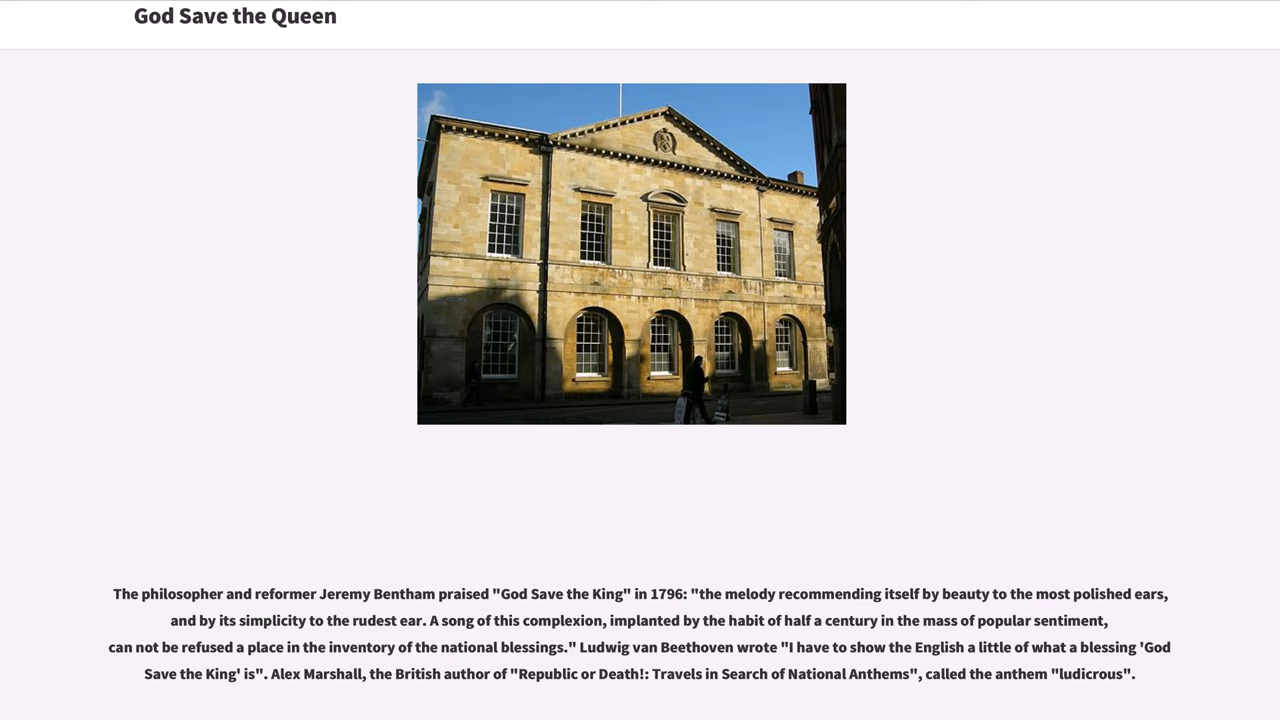 God Save the Queen
The philosopher and reformer Jeremy Bentham praised "God Save the King" in 1796: "the melody recommending itself by beauty to the most polished ears,
and by its simplicity to the rudest ear. A song of this complexion, implanted by the habit of half a century in the mass of popular sentiment,
can not be refused a place in the inventory of the national blessings." Ludwig van Beethoven wrote "I have to show the English a little of what a blessing 'God
Save the King' is". Alex Marshall, the British author of "Republic or Death!: Travels in Search of National Anthems", called the anthem "ludicrous".